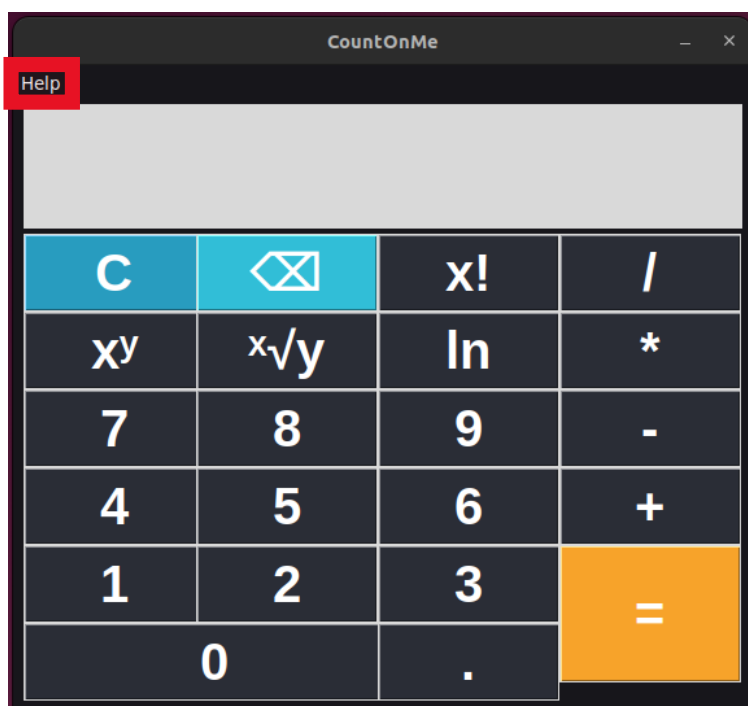 CountOnMe
Help
C x! /
xʸ ˣ√y ln *
7 8 9 -
4 5 6 +
1 2 3 =
0 .